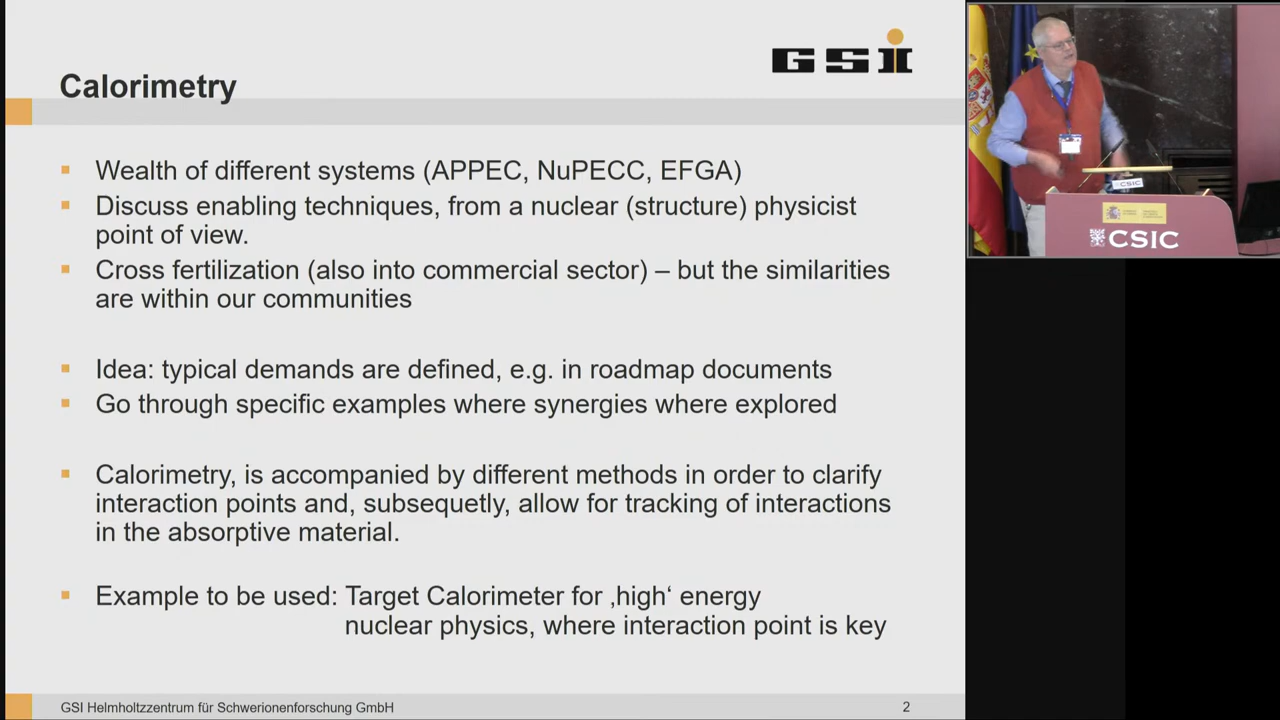 GSI
Calorimetry
Wealth of different systems (APPEC, NuPECC, EFGA)
Discuss enabling techniques, from a nuclear (structure) physicist
point of view.
Cross fertilization (also into commercial sector) – but the similarities
are within our communities
Idea: typical demands are defined, e.g. in roadmap documents
Go through specific examples where synergies where explored
Calorimetry, is accompanied by different methods in order to clarify
interaction points and, subsequetly, allow for tracking of interactions
in the absorptive material.
Example to be used: Target Calorimeter for ‚high‘ energy
nuclear physics, where interaction point is key
GSI Helmholtzzentrum für Schwerionenforschung GmbH
2
CSIC
CSIC